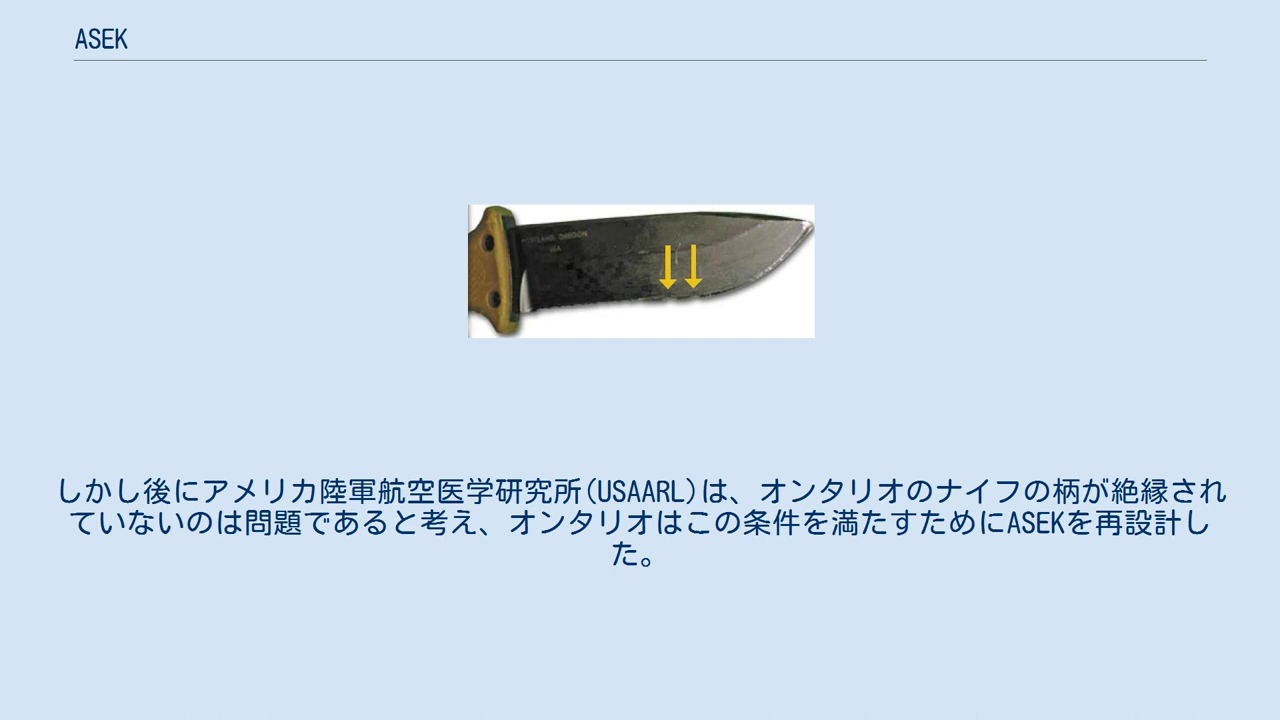 ASEK
PORTLAND OREGON
USA
しかし後にアメリカ陸軍航空医学研究所(USAARL)は、オンタリオのナイフの柄が絶縁され
ていないのは問題であると考え、オンタリオはこの条件を満たすためにASEKを再設計し
た。